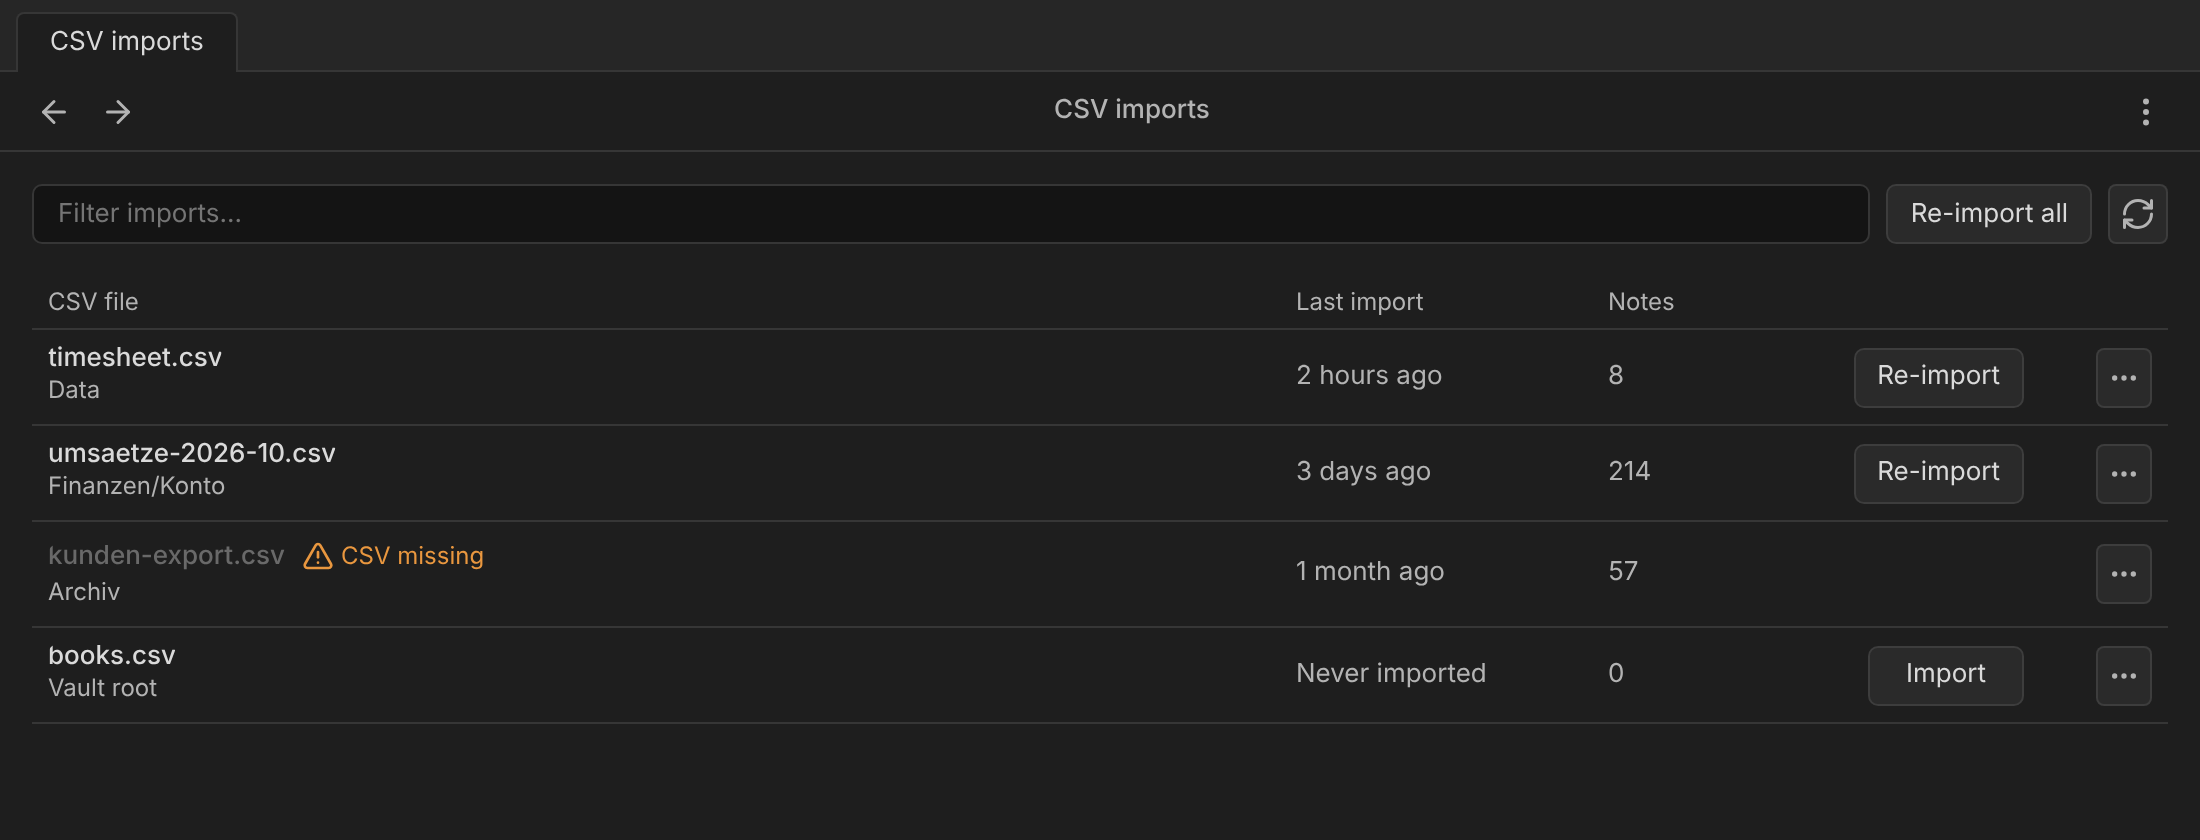 CSV imports
CSV imports
Filter imports...
Re-import all
CSV file
Last import
Notes
timesheet.csv
Data
2 hours ago
8
Re-import
umsaetze-2026-10.csv
Finanzen/Konto
3 days ago
214
Re-import
kunden-export.csv
CSV missing
Archiv
1 month ago
57
books.csv
Vault root
Never imported
0
Import